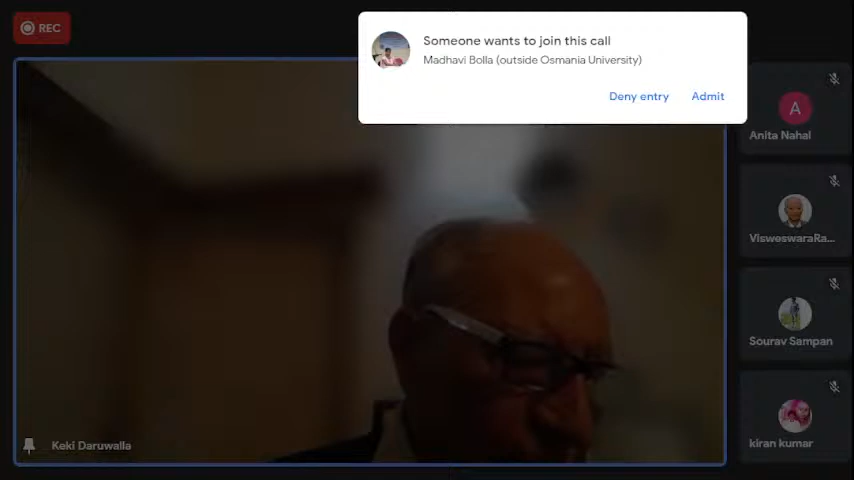 REC
Someone wants to join this call
Madhavi Bolla (outside Osmania University)
Deny entry
Admit
A
Anita Nahal
VisweswaraRa...
Sourav Sampan
kiran kumar
Keki Daruwalla